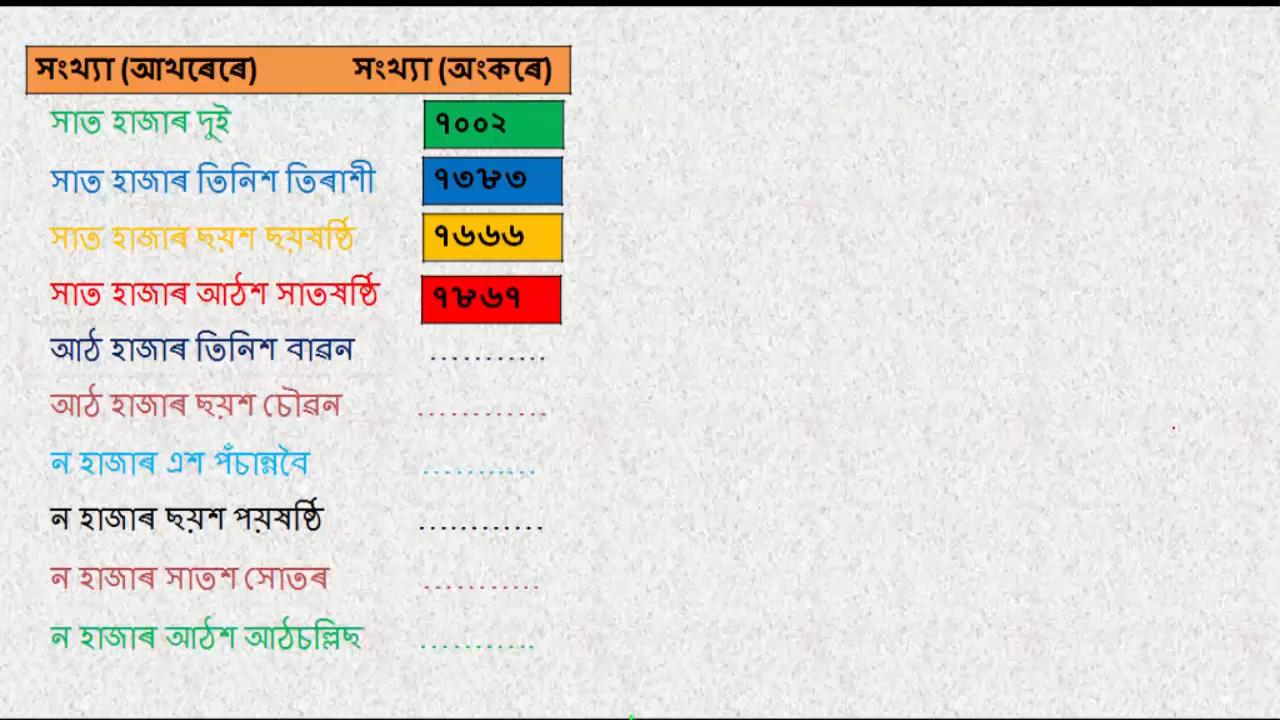 সংখ্যা (আখৰেৰে) সংখ্যা (অংকৰে)
সাত হাজাৰ দুই ৭০০২
সাত হাজাৰ তিনিশ তিৰাশী ৭৩৮৩
সাত হাজাৰ ছয়শ ছয়ষষ্ঠি ৭৬৬৬
সাত হাজাৰ আঠশ সাতষষ্ঠি ৭৮৬৭
আঠ হাজাৰ তিনিশ বাৱন ...........
আঠ হাজাৰ ছয়শ চৌৱন ............
ন হাজাৰ এশ পঁচান্নবৈ ...........
ন হাজাৰ ছয়শ পয়ষষ্ঠি ............
ন হাজাৰ সাতশ সোতৰ ...........
ন হাজাৰ আঠশ আঠচল্লিছ ...........